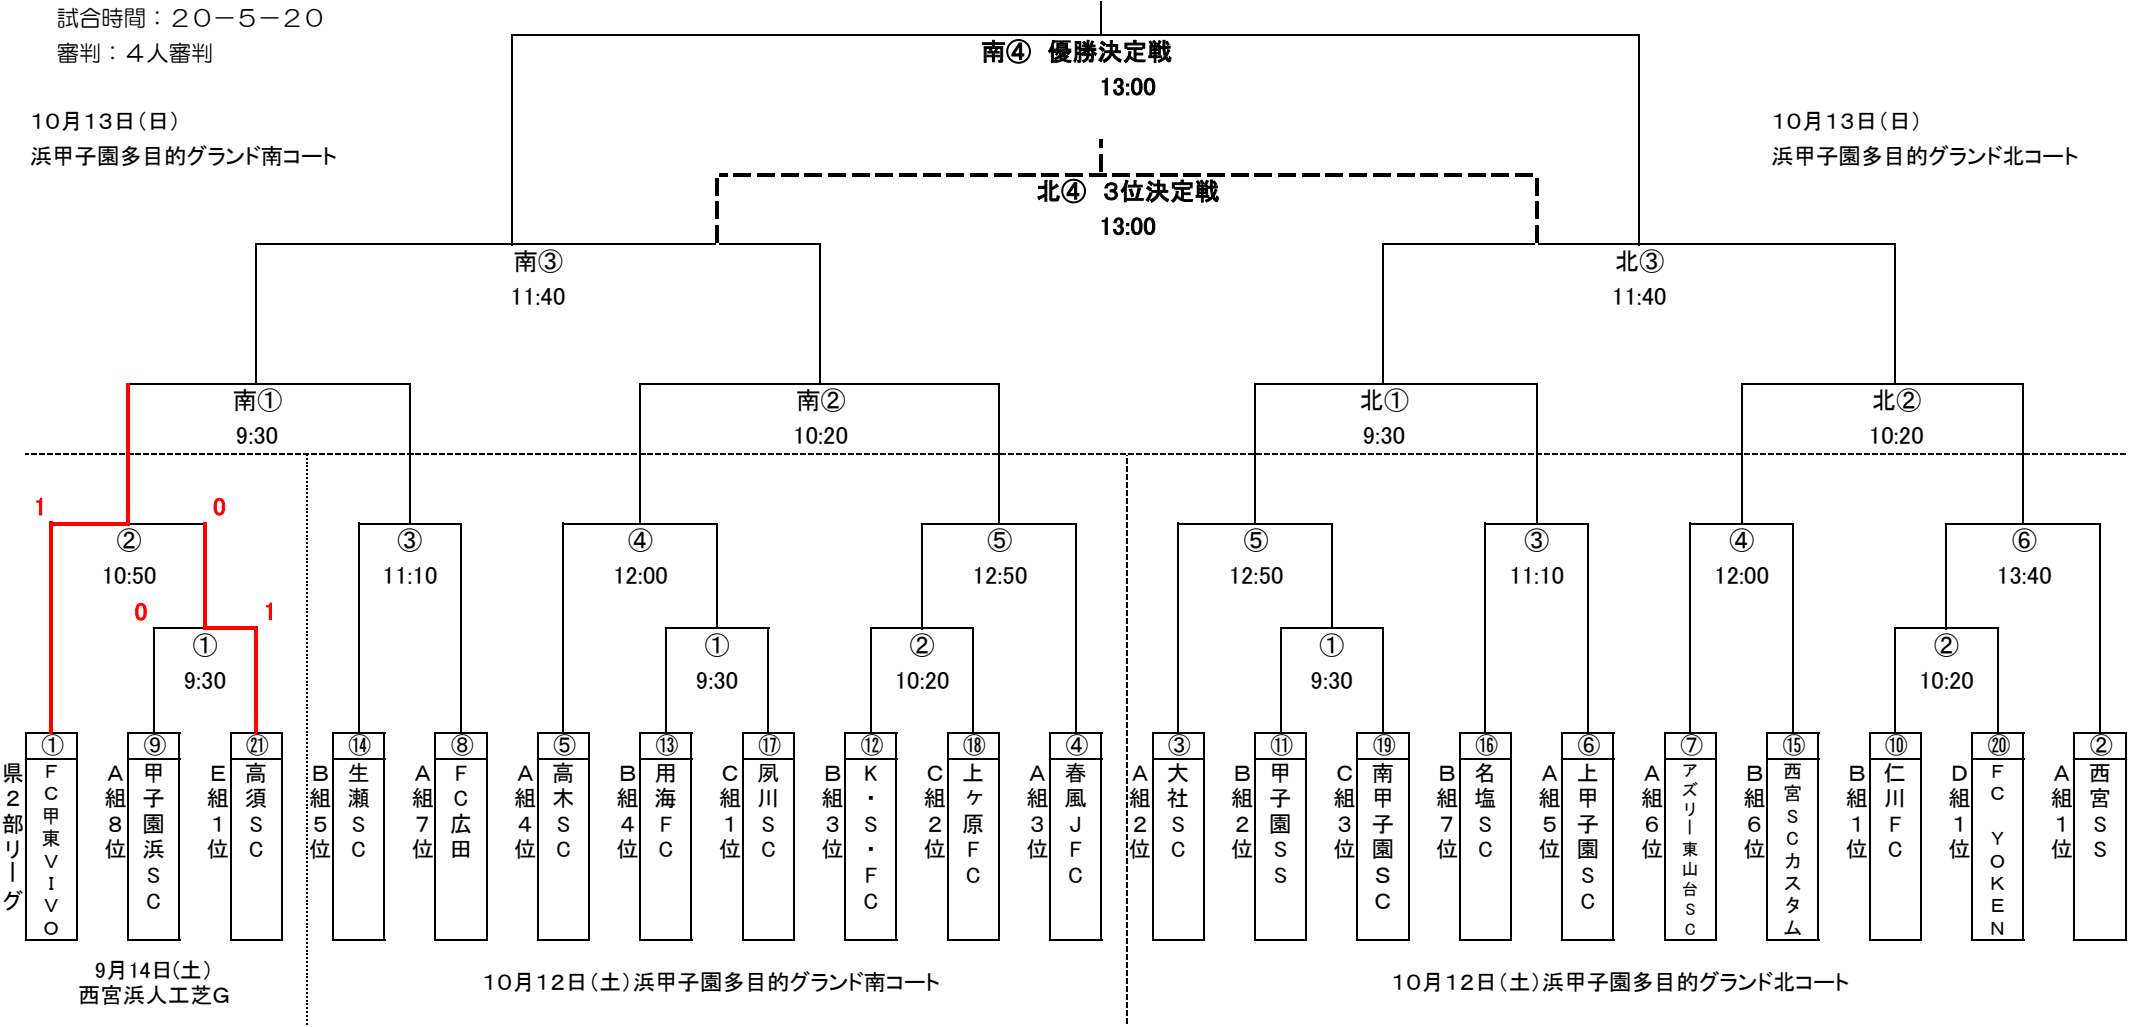 試合時間：２０－５－２０
審判：４人審判
南④　優勝決定戦
13:00
１０月１３日（日）
浜甲子園多目的グランド南コート
１０月１３日（日）
浜甲子園多目的グランド北コート
北④　３位決定戦
13:00
南③
11:40
北③
11:40
南①
9:30
南②
10:20
北①
9:30
北②
10:20
1
0
②
10:50
③
11:10
④
12:00
⑤
12:50
⑤
12:50
③
11:10
④
12:00
⑥
13:40
0
1
①
9:30
①
9:30
②
10:20
①
9:30
②
10:20
県２部リーグ
①
ＦＣ甲東ＶＩＶＯ
Ａ組８位
⑨
甲子園浜ＳＣ
Ｅ組１位
㉑
高須ＳＣ
Ｂ組５位
⑭
生瀬ＳＣ
Ａ組７位
⑧
ＦＣ広田
Ａ組４位
⑤
高木ＳＣ
Ｂ組４位
⑬
用海ＦＣ
Ｃ組１位
⑰
夙川ＳＣ
Ｂ組３位
⑫
Ｋ・Ｓ・ＦＣ
Ｃ組２位
⑱
上ヶ原ＦＣ
Ａ組３位
④
春風ＪＦＣ
Ａ組２位
③
大社ＳＣ
Ｂ組２位
⑪
甲子園ＳＳ
Ｃ組３位
⑲
南甲子園ＳＣ
Ｂ組７位
⑯
名塩ＳＣ
Ａ組５位
⑥
上甲子園ＳＣ
Ａ組６位
⑦
アズリー東山台ＳＣ
Ｂ組６位
⑮
西宮ＳＣカスタム
Ｂ組１位
⑩
仁川ＦＣ
Ｄ組１位
⑳
ＦＣ　ＹＯＫＥＮ
Ａ組１位
②
西宮ＳＳ
9月14日(土)
西宮浜人工芝G
１０月１２日（土）浜甲子園多目的グランド南コート
１０月１２日（土）浜甲子園多目的グランド北コート